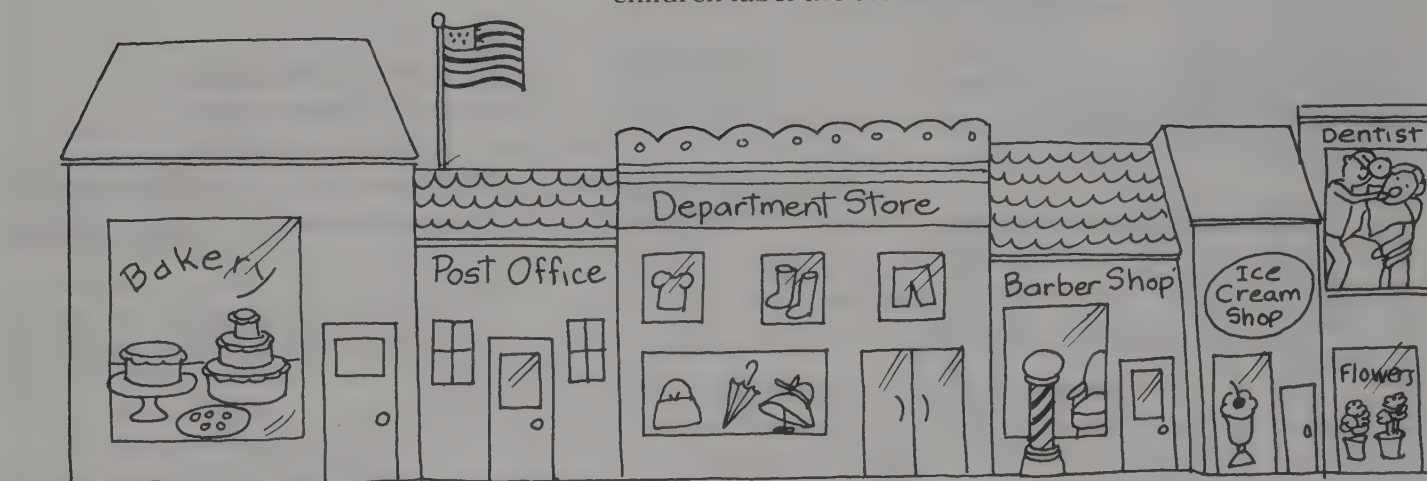 Bakery
Post Office
Department Store
Barber Shop
Ice
Cream
Shop
Dentist
Flowers